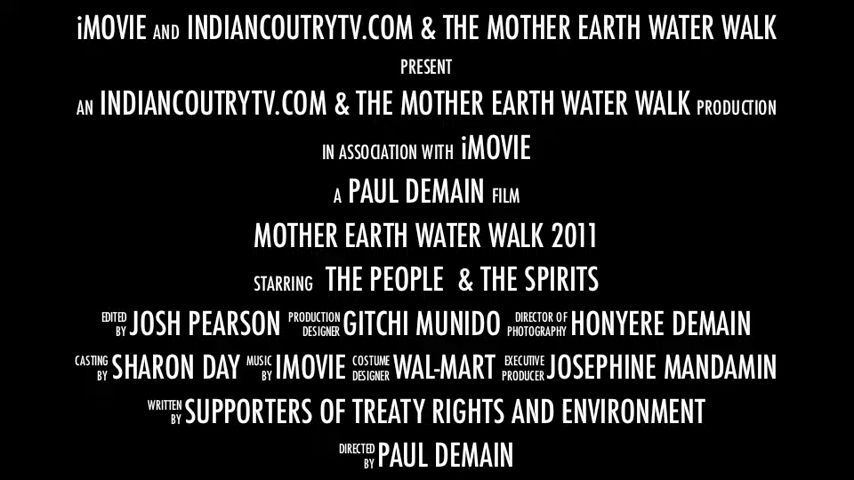 iMOVIE AND INDIANCOUTRYTV.COM & THE MOTHER EARTH WATER WALK
PRESENT
AN INDIANCOUTRYTV.COM & THE MOTHER EARTH WATER WALK PRODUCTION
IN ASSOCIATION WITH iMOVIE
A PAUL DEMAIN FILM
MOTHER EARTH WATER WALK 2011
STARRING THE PEOPLE & THE SPIRITS
EDITED BY JOSH PEARSON PRODUCTION DESIGNER GITCHI MUNIDO DIRECTOR OF PHOTOGRAPHY HONYERE DEMAIN
CASTING BY SHARON DAY MUSIC BY IMOVIE COSTUME DESIGNER WAL-MART EXECUTIVE PRODUCER JOSEPHINE MANDAMIN
WRITTEN BY SUPPORTERS OF TREATY RIGHTS AND ENVIRONMENT
DIRECTED BY PAUL DEMAIN